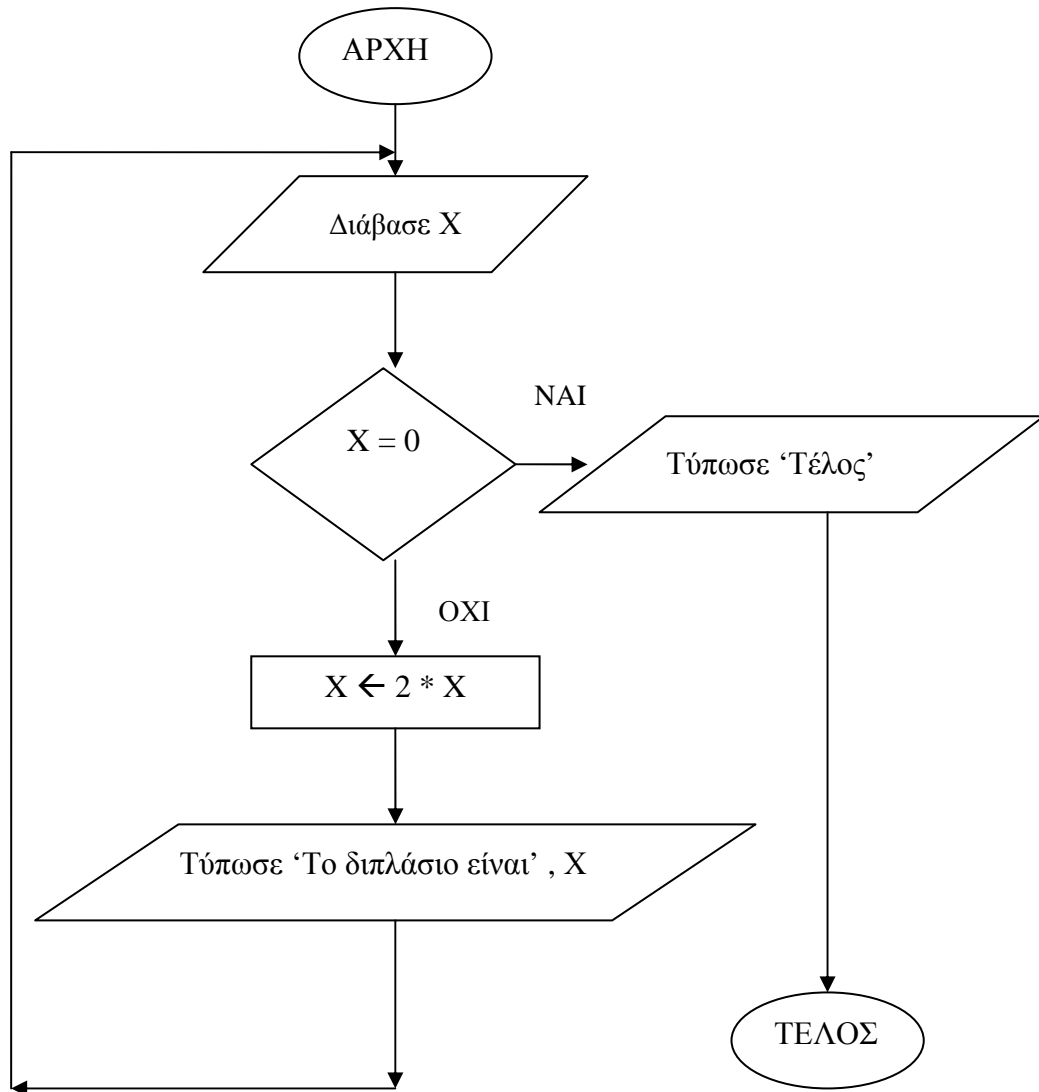 ΑΡΧΗ
Διάβασε Χ
ΝΑΙ
Χ = 0
Τύπωσε ‘Τέλος’
ΟΧΙ
Χ ← 2 * Χ
Τύπωσε ‘Το διπλάσιο είναι’ , Χ
ΤΕΛΟΣ